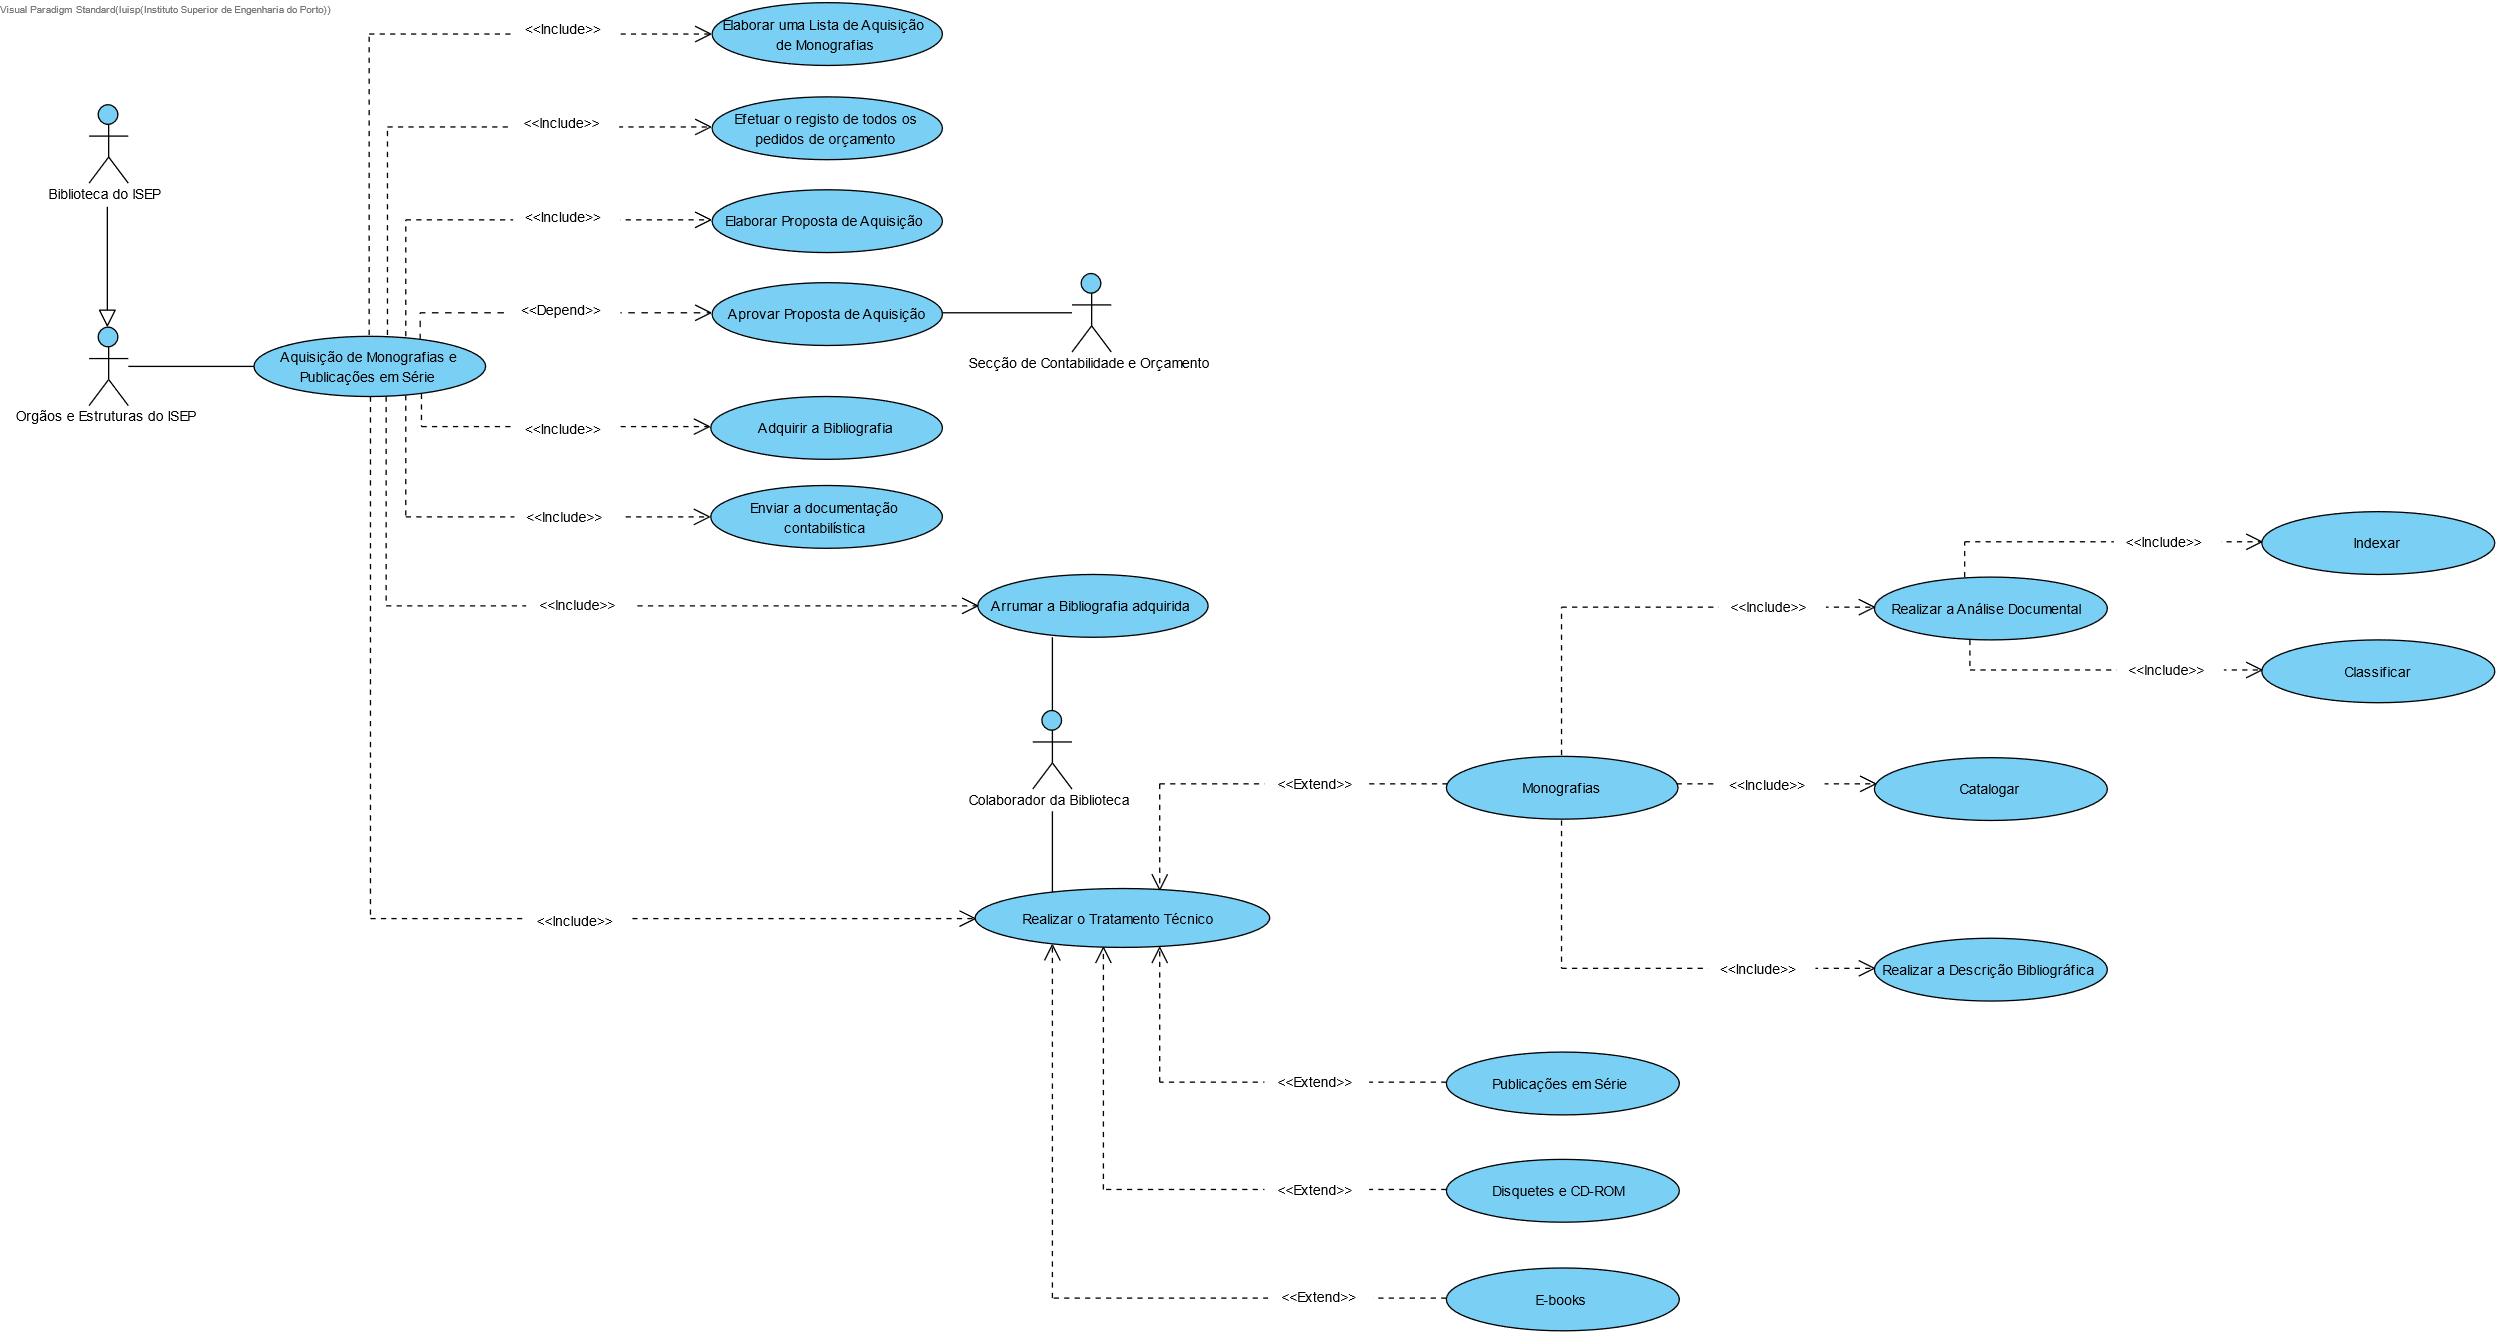 Visual Paradigm Standard(luisp(Instituto Superior de Engenharia do Porto))
<<Include>>
Elaborar uma Lista de Aquisição
de Monografias
<<Include>>
Efetuar o registo de todos os
pedidos de orçamento
Biblioteca do ISEP
<<Include>>
Elaborar Proposta de Aquisição
<<Depend>>
Aprovar Proposta de Aquisição
Secção de Contabilidade e Orçamento
Aquisição de Monografias e
Publicações em Série
Orgãos e Estruturas do ISEP
<<Include>>
Adquirir a Bibliografia
<<Include>>
Enviar a documentação
contabilística
<<Include>>
Indexar
<<Include>>
Arrumar a Bibliografia adquirida
<<Include>>
Realizar a Análise Documental
<<Include>>
Classificar
Colaborador da Biblioteca
<<Extend>>
Monografias
<<Include>>
Catalogar
<<Include>>
Realizar o Tratamento Técnico
<<Include>>
Realizar a Descrição Bibliográfica
<<Extend>>
Publicações em Série
<<Extend>>
Disquetes e CD-ROM
<<Extend>>
E-books